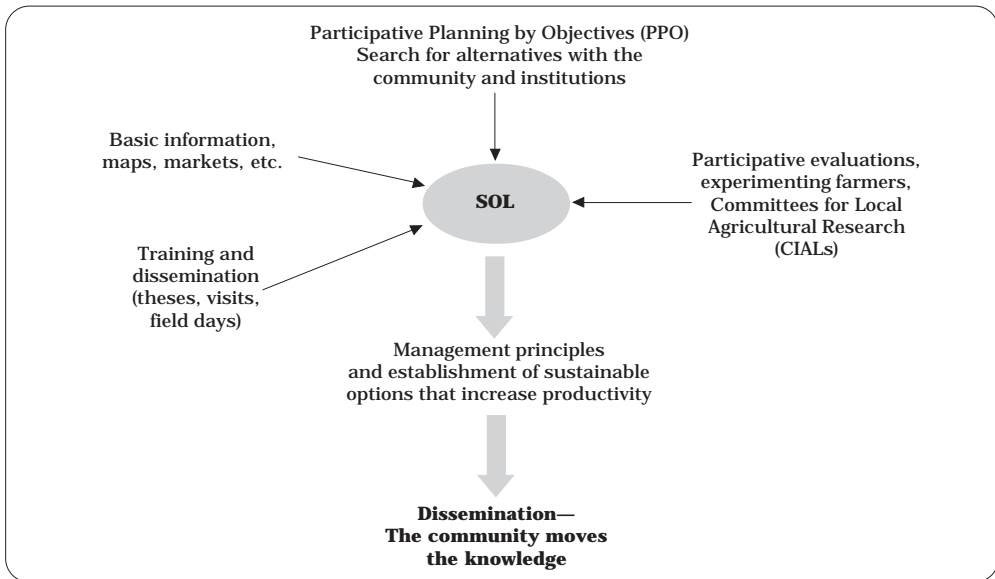 Participative Planning by Objectives (PPO)
Search for alternatives with the
community and institutions
Basic information,
maps, markets, etc.
SOL
Participative evaluations,
experimenting farmers,
Committees for Local
Agricultural Research
(CIALs)
Training and
dissemination
(theses, visits,
field days)
Management principles
and establishment of sustainable
options that increase productivity
Dissemination—
The community moves
the knowledge